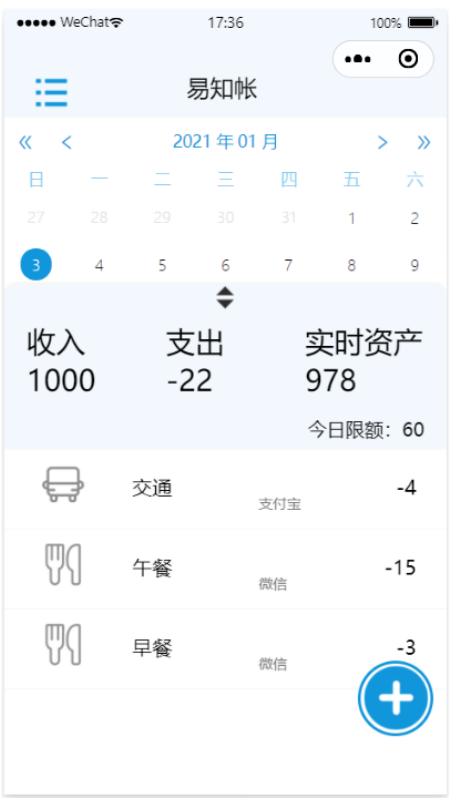 WeChat 17:36 100%
易知帐
« < 2021 年 01 月 > »
日 一 二 三 四 五 六
27 28 29 30 31 1 2
3 4 5 6 7 8 9
收入 支出 实时资产
1000 -22 978
今日限额：60
交通 支付宝 -4
午餐 微信 -15
早餐 微信 -3